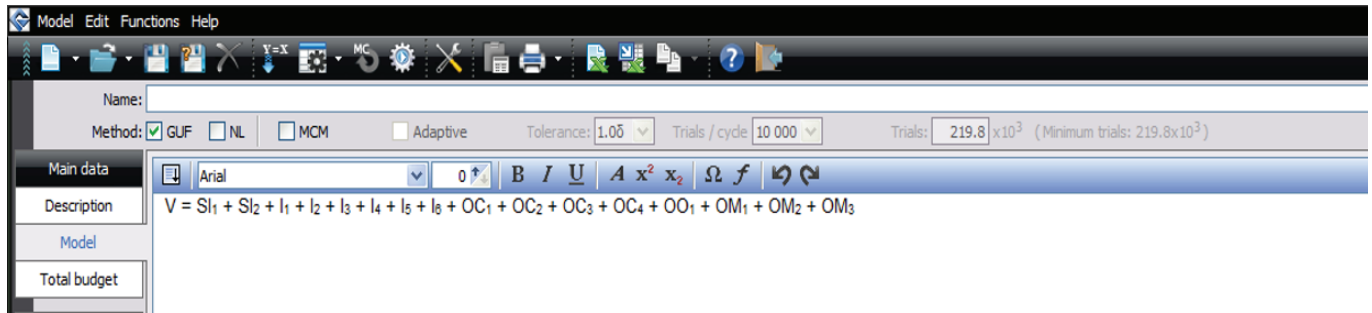 Model Edit Functions Help
Y=X MC
Name:
Method: GUF NL MCM Adaptive Tolerance: 1.0δ Trials / cycle 10 000 Trials: 219.8 x10³ (Minimum trials: 219.8x10³)
Main data
Arial 0 B I U A x² x₂ Ω f
Description
V = SI₁ + SI₂ + I₁ + I₂ + I₃ + I₄ + I₅ + I₆ + OC₁ + OC₂ + OC₃ + OC₄ + OO₁ + OM₁ + OM₂ + OM₃
Model
Total budget